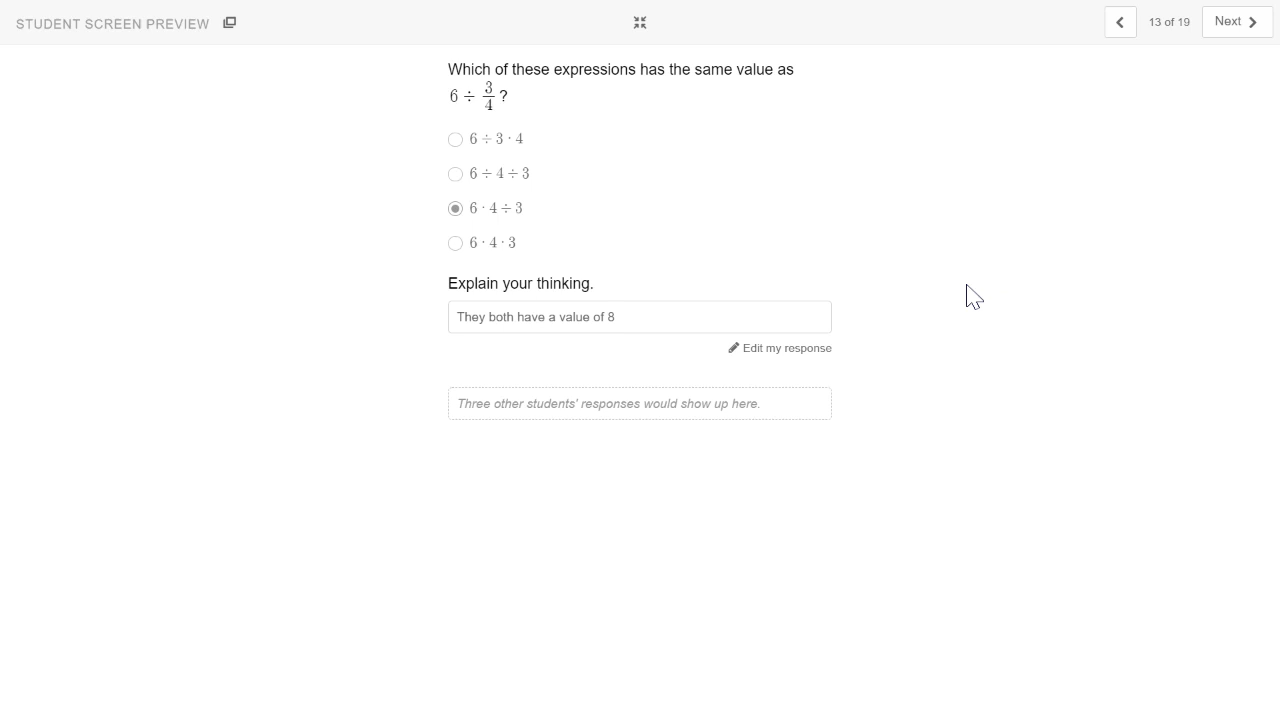 STUDENT SCREEN PREVIEW
13 of 19
Next
Which of these expressions has the same value as
6 ÷ 3/4 ?
6 ÷ 3 · 4
6 ÷ 4 ÷ 3
6 · 4 ÷ 3
6 · 4 · 3
Explain your thinking.
They both have a value of 8
Edit my response
Three other students' responses would show up here.